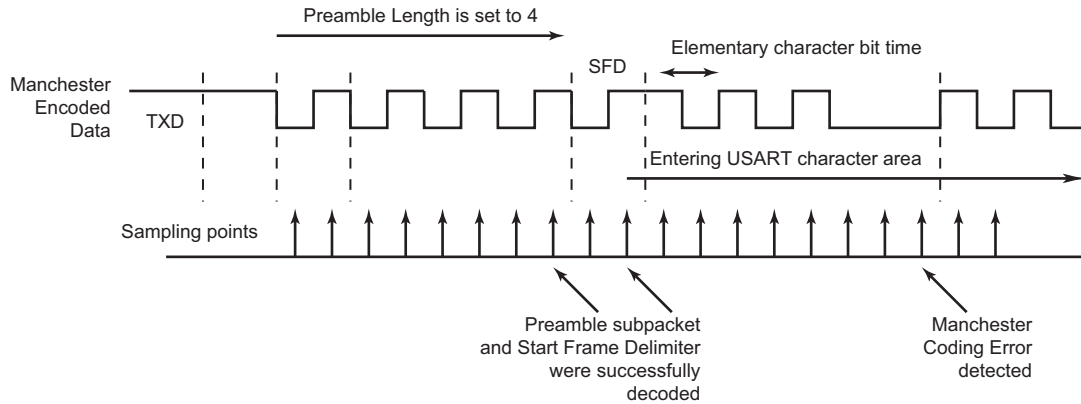 Preamble Length is set to 4
Elementary character bit time
SFD
Manchester
Encoded
Data
TXD
Entering USART character area
Sampling points
Preamble subpacket
and Start Frame Delimiter
were successfully
decoded
Manchester
Coding Error
detected